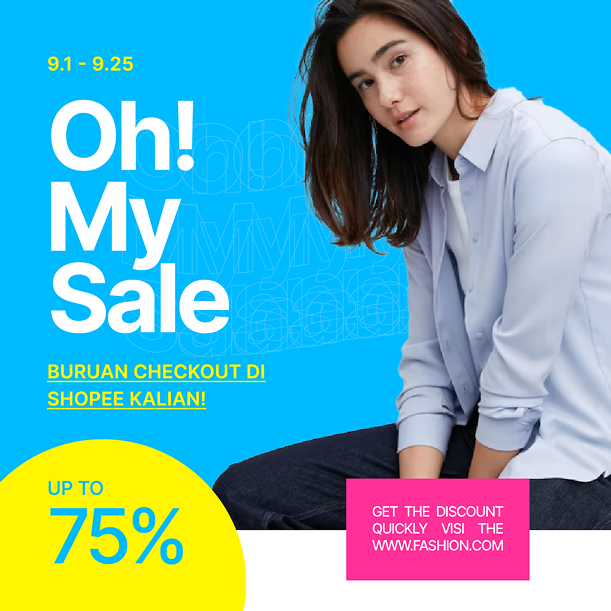 9.1 - 9.25
Oh!
My
Sale
BURUAN CHECKOUT DI
SHOPEE KALIAN!
UP TO
75%
GET THE DISCOUNT
QUICKLY VISI THE
WWW.FASHION.COM